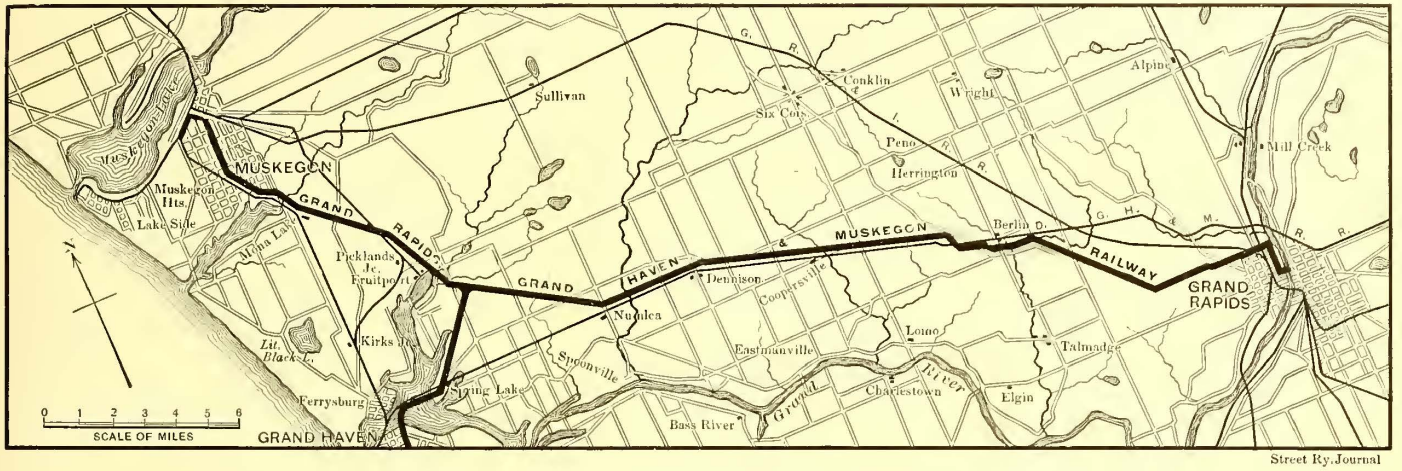 G. R. & I. R. R.
Sullivan
Conklin
Wright
Alpine
Six Cors.
Peno
Herrington
Mill Creek
Muskegon Lake
MUSKEGON
Muskegon
Hts.
Lake Side
Mona Lake
GRAND RAPIDS, GRAND HAVEN & MUSKEGON RAILWAY
Berlin
D. G. H. & M. R. R.
GRAND
RAPIDS
Picklands
Jc.
Fruitport
Dennison
Coopersville
Nunica
Lit.
Black L.
Kirks Jc.
Spoonville
Eastmanville
Lomo
Talmadge
Ferrysburg
Spring Lake
Charlestown
Elgin
Grand River
Bass River
GRAND HAVEN
0 1 2 3 4 5 6
SCALE OF MILES
Street Ry. Journal